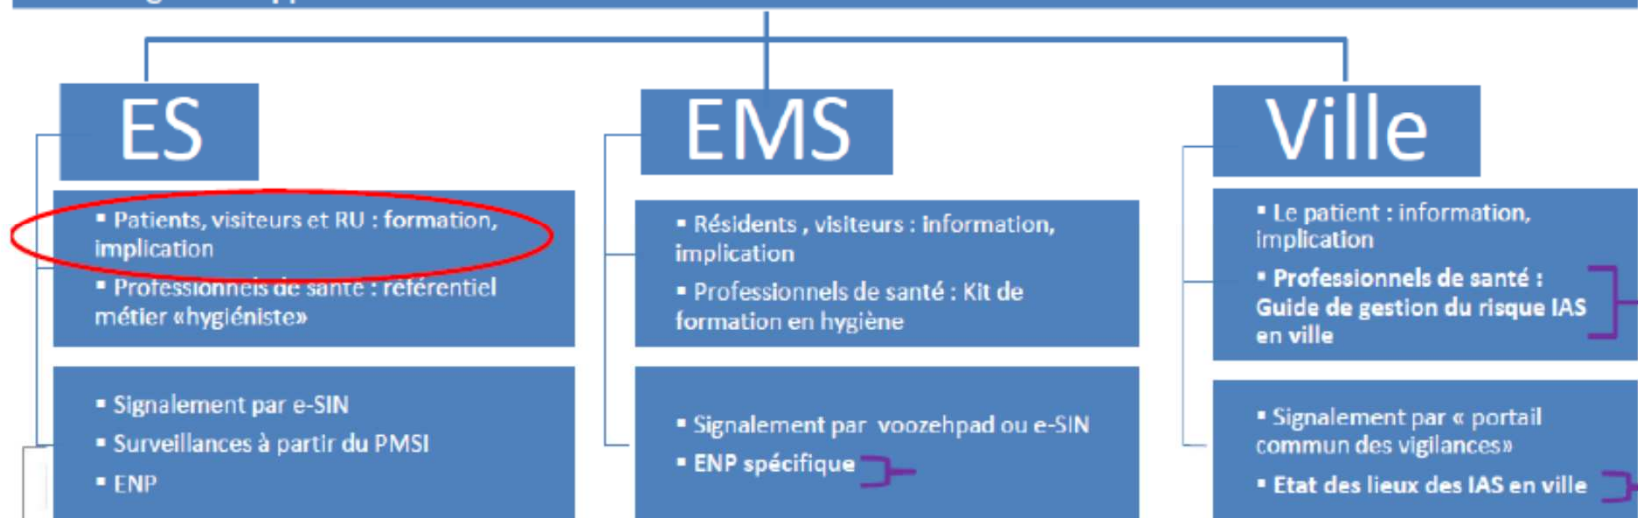 ES
▪ Patients, visiteurs et RU : formation,
implication
▪ Professionnels de santé : référentiel
métier «hygiéniste»
▪ Signalement par e-SIN
▪ Surveillances à partir du PMSI
▪ ENP
EMS
▪ Résidents , visiteurs : information,
implication
▪ Professionnels de santé : Kit de
formation en hygiène
▪ Signalement par voozehpad ou e-SIN
▪ ENP spécifique
Ville
▪ Le patient : information,
implication
▪ Professionnels de santé :
Guide de gestion du risque IAS
en ville
▪ Signalement par « portail
commun des vigilances»
▪ Etat des lieux des IAS en ville